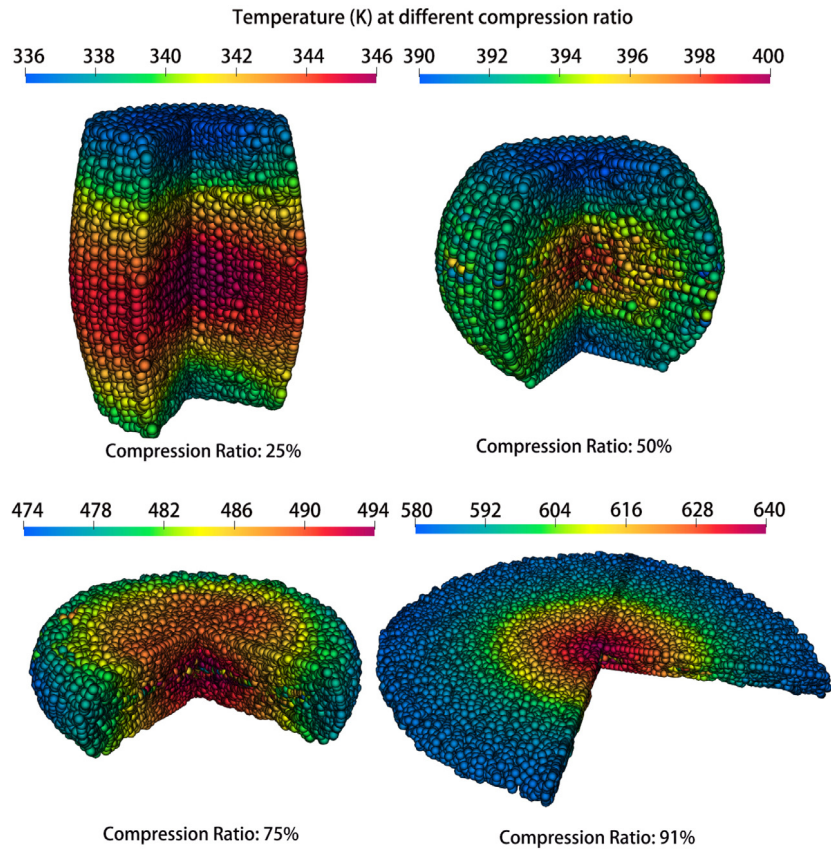 Temperature (K) at different compression ratio
336 338 340 342 344 346
390 392 394 396 398 400
Compression Ratio: 25%
Compression Ratio: 50%
474 478 482 486 490 494
580 592 604 616 628 640
Compression Ratio: 75%
Compression Ratio: 91%